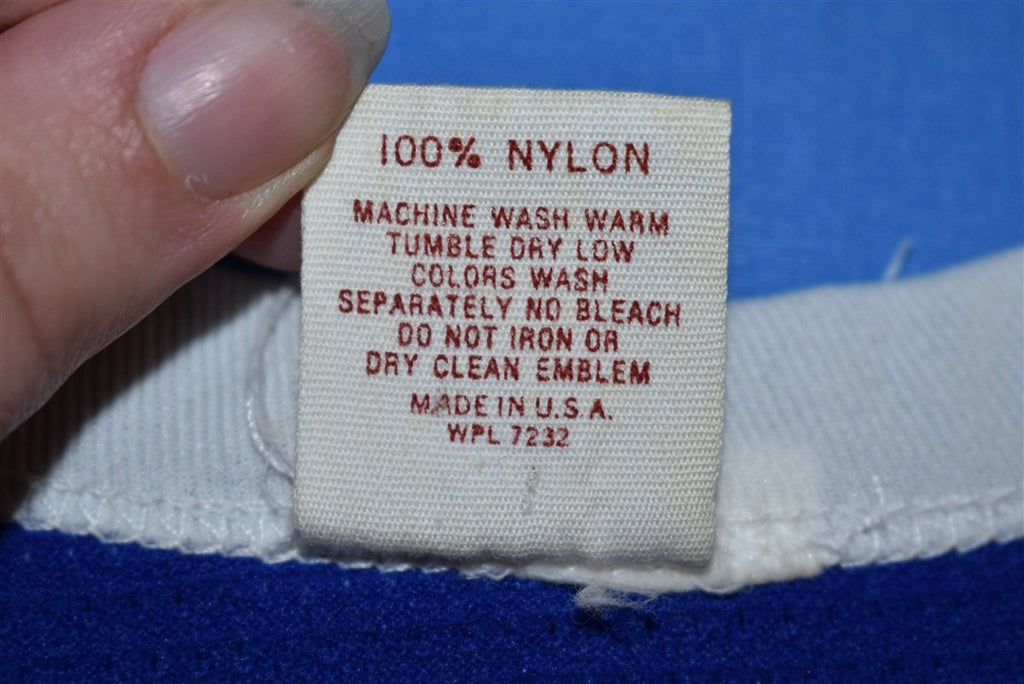 100% NYLON
MACHINE WASH WARM
TUMBLE DRY LOW
COLORS WASH
SEPARATELY NO BLEACH
DO NOT IRON OR
DRY CLEAN EMBLEM
MADE IN U.S.A.
WPL 7232